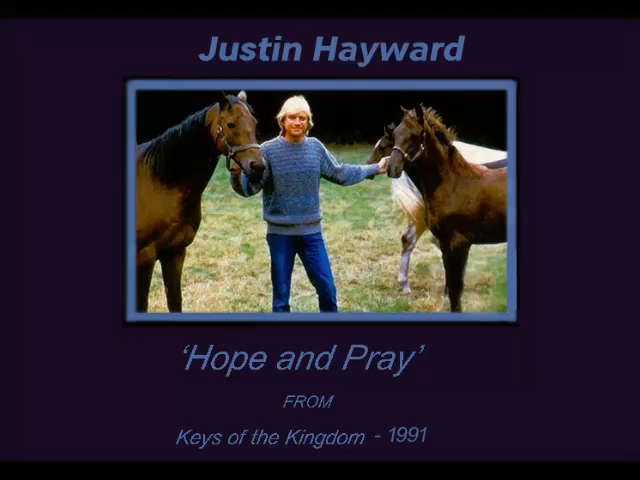 Justin Hayward
‘Hope and Pray’
FROM
Keys of the Kingdom - 1991